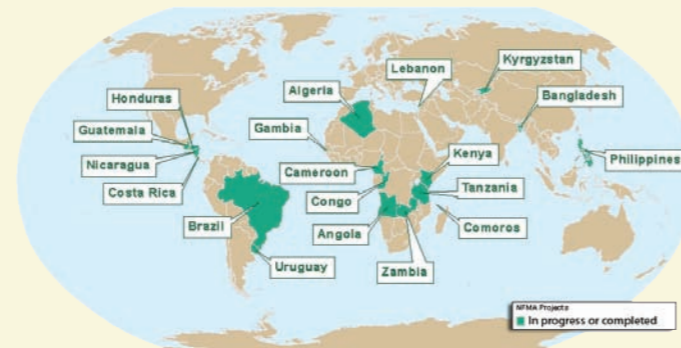 Lebanon
Kyrgyzstan
Algeria
Honduras
Bangladesh
Guatemala
Gambia
Kenya
Nicaragua
Cameroon
Philippines
Costa Rica
Congo
Tanzania
Brazil
Angola
Comoros
Uruguay
Zambia
NFMA Projects
In progress or completed